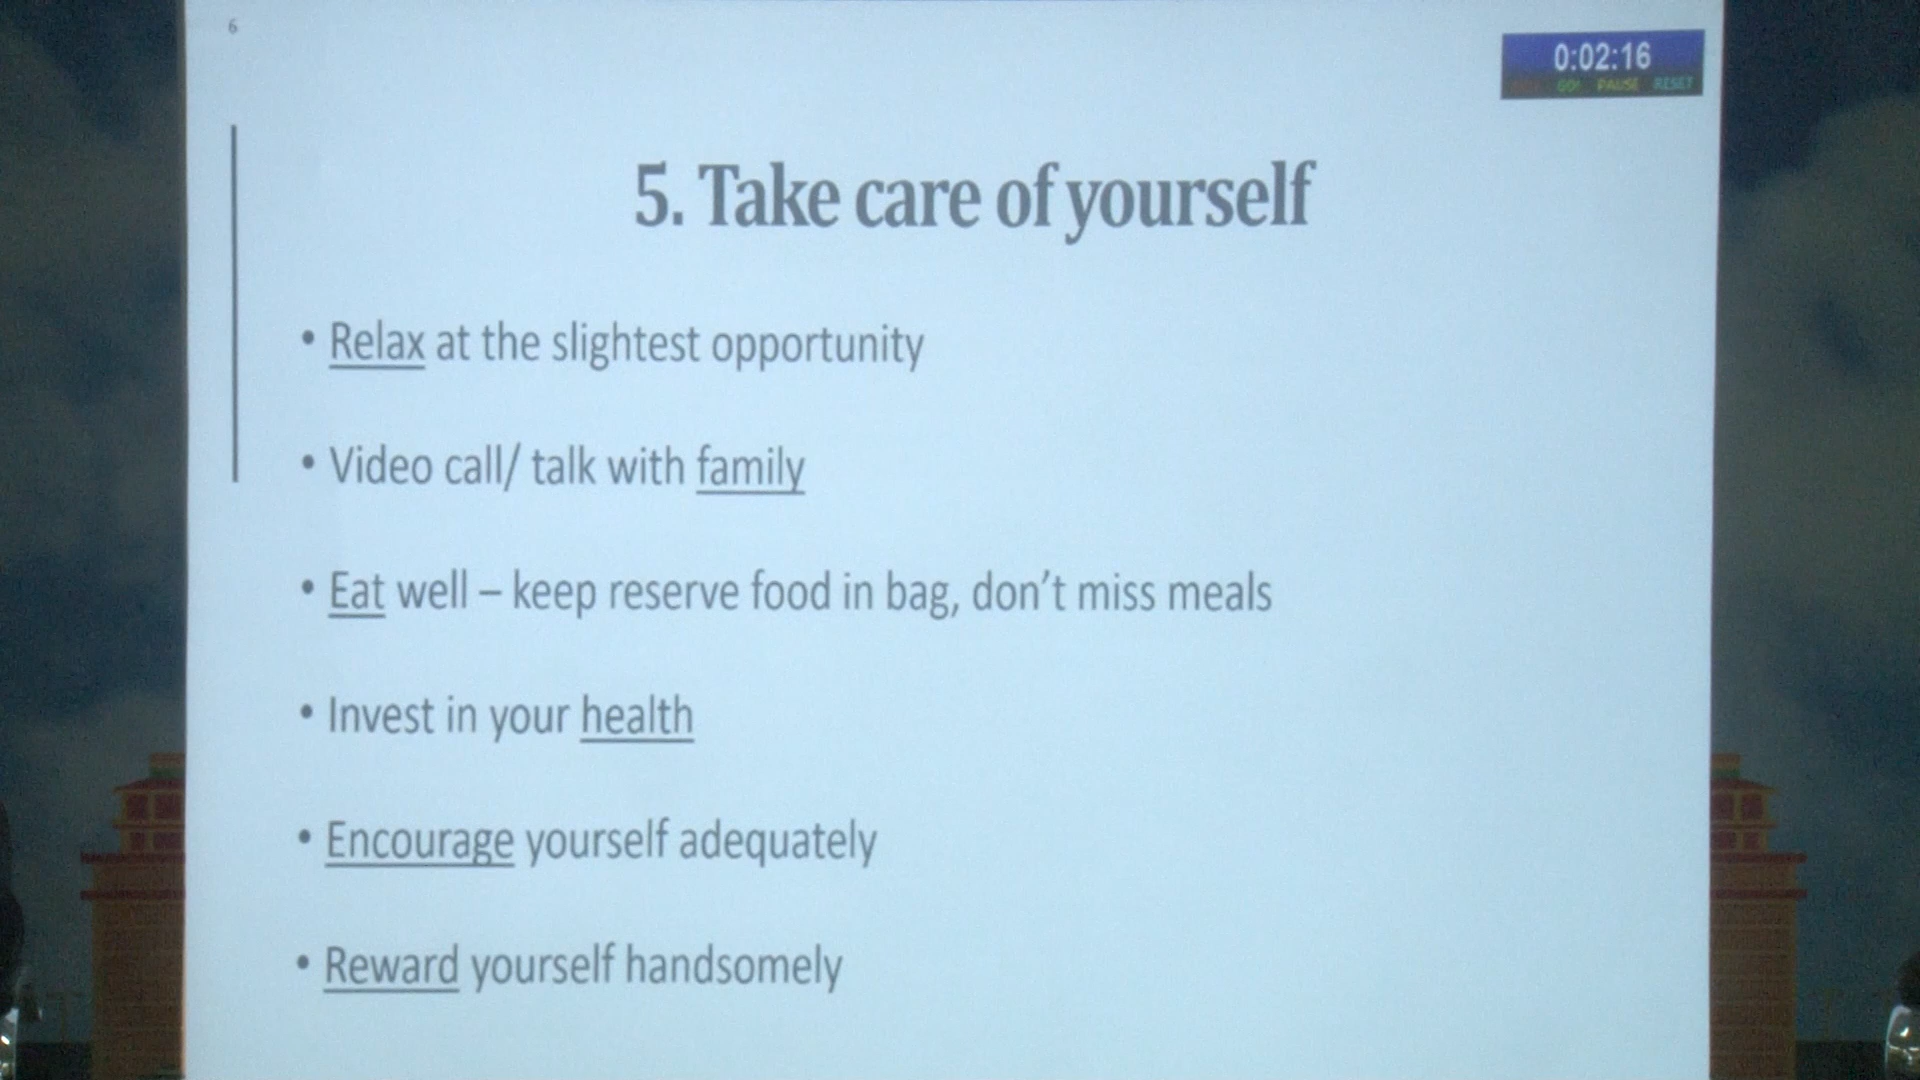 6
0:02:16
GO! PAUSE RESET
5. Take care of yourself
• Relax at the slightest opportunity
• Video call/ talk with family
• Eat well – keep reserve food in bag, don't miss meals
• Invest in your health
• Encourage yourself adequately
• Reward yourself handsomely